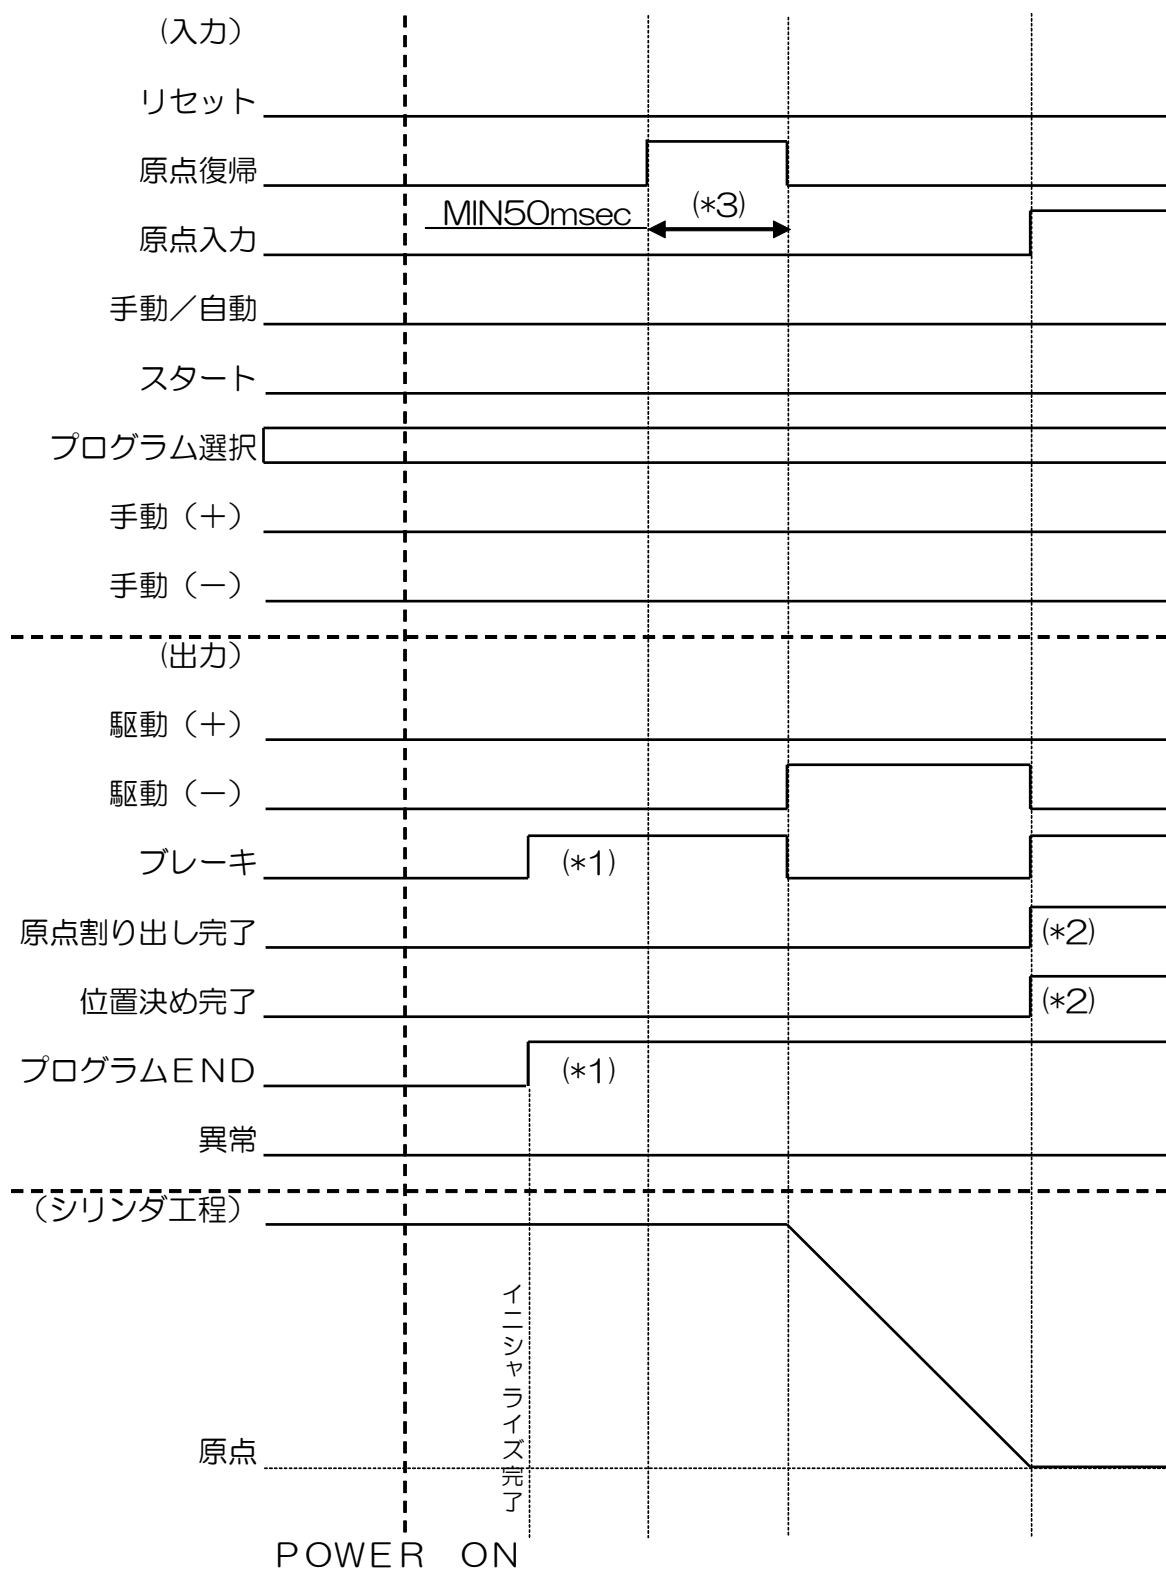 (入力)
リセット
原点復帰
MIN50msec (*3)
原点入力
手動／自動
スタート
プログラム選択
手動（＋）
手動（－）
(出力)
駆動（＋）
駆動（－）
ブレーキ (*1)
原点割り出し完了 (*2)
位置決め完了 (*2)
プログラムＥＮＤ (*1)
異常
（シリンダ工程）
イニシャライズ完了
原点
ＰＯＷＥＲ　ＯＮ